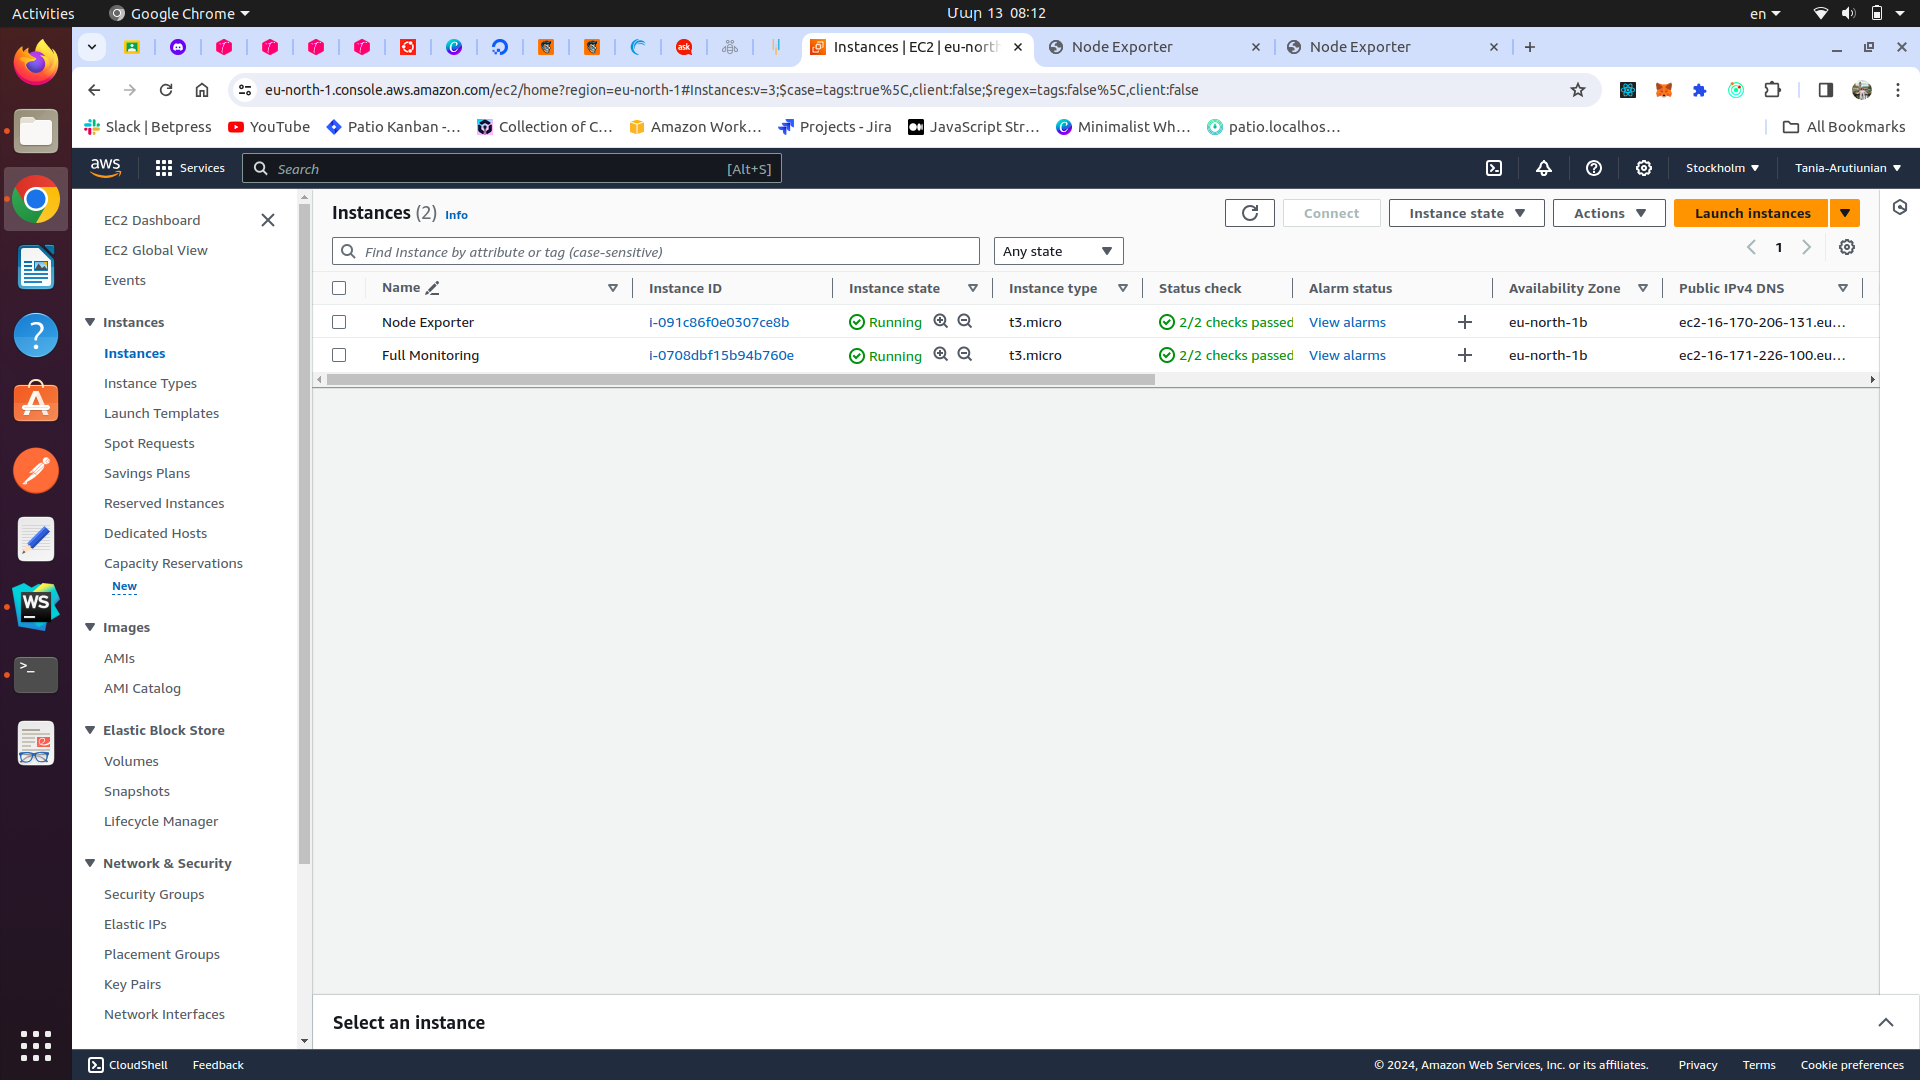 Activities
Google Chrome
Մար 13 08:12
en
Instances | EC2 | eu-north
Node Exporter
Node Exporter
eu-north-1.console.aws.amazon.com/ec2/home?region=eu-north-1#Instances:v=3;$case=tags:true%5C,client:false;$regex=tags:false%5C,client:false
Slack | Betpress
YouTube
Patio Kanban -...
Collection of C...
Amazon Work...
Projects - Jira
JavaScript Str...
Minimalist Wh...
patio.localhos...
All Bookmarks
aws
Services
Search
[Alt+S]
Stockholm
Tania-Arutiunian
EC2 Dashboard
EC2 Global View
Events
Instances
Instances
Instance Types
Launch Templates
Spot Requests
Savings Plans
Reserved Instances
Dedicated Hosts
Capacity Reservations
New
Images
AMIs
AMI Catalog
Elastic Block Store
Volumes
Snapshots
Lifecycle Manager
Network & Security
Security Groups
Elastic IPs
Placement Groups
Key Pairs
Network Interfaces
Instances (2) Info
Connect
Instance state
Actions
Launch instances
Find Instance by attribute or tag (case-sensitive)
Any state
1
Name Instance ID Instance state Instance type Status check Alarm status Availability Zone Public IPv4 DNS
Node Exporter i-091c86f0e0307ce8b Running t3.micro 2/2 checks passed View alarms eu-north-1b ec2-16-170-206-131.eu...
Full Monitoring i-0708dbf15b94b760e Running t3.micro 2/2 checks passed View alarms eu-north-1b ec2-16-171-226-100.eu...
Select an instance
CloudShell
Feedback
© 2024, Amazon Web Services, Inc. or its affiliates.
Privacy
Terms
Cookie preferences
WS
ask